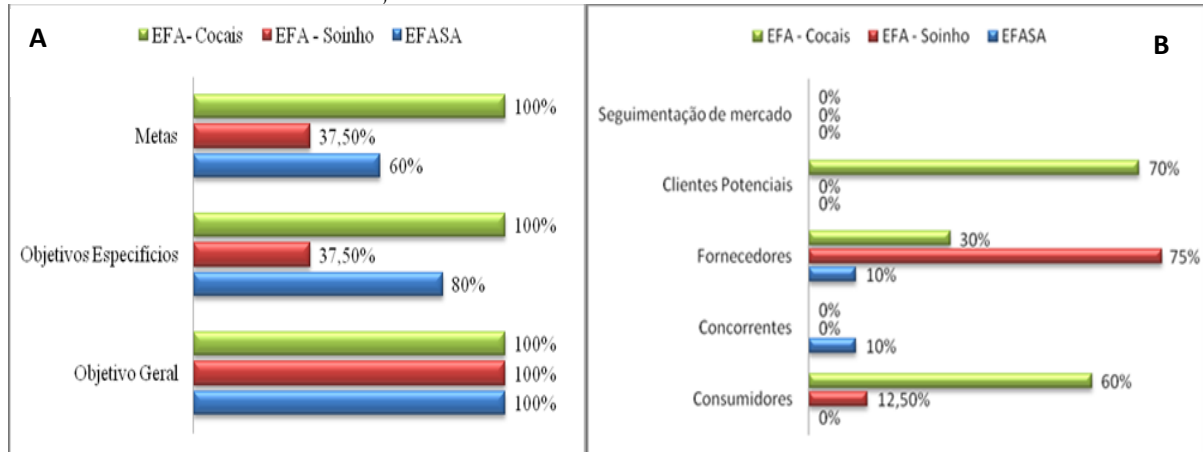 A
EFA - Cocais EFA - Soinho EFASA
Metas
100%
37,50%
60%
Objetivos Especifícios
100%
37,50%
80%
Objetivo Geral
100%
100%
100%
B
EFA - Cocais EFA - Soinho EFASA
Seguimentação de mercado
0%
0%
0%
Clientes Potenciais
70%
0%
0%
Fornecedores
30%
75%
10%
Concorrentes
0%
0%
10%
Consumidores
60%
12,50%
0%